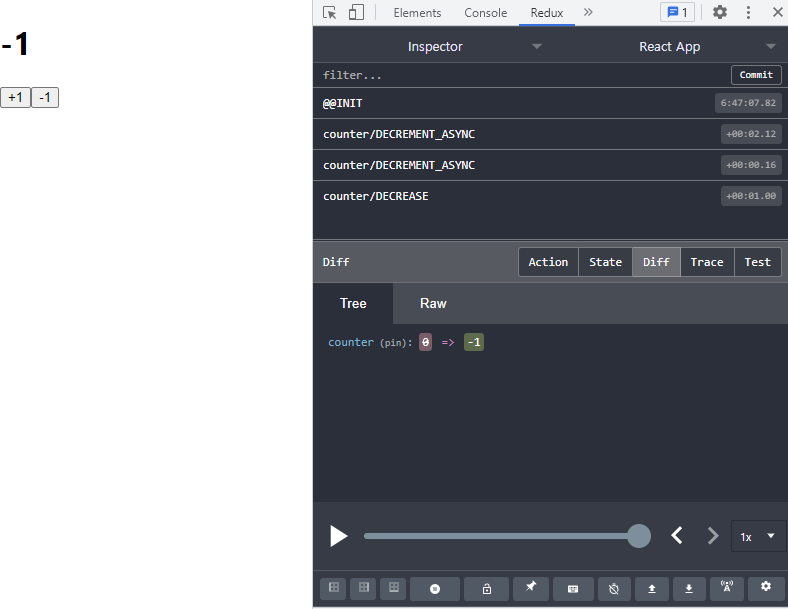 -1
+1 -1
Elements Console Redux » 1
Inspector React App
filter... Commit
@@INIT 6:47:07.82
counter/DECREMENT_ASYNC +00:02.12
counter/DECREMENT_ASYNC +00:00.16
counter/DECREASE +00:01.00
Diff Action State Diff Trace Test
Tree Raw
counter (pin): 0 => -1
1x